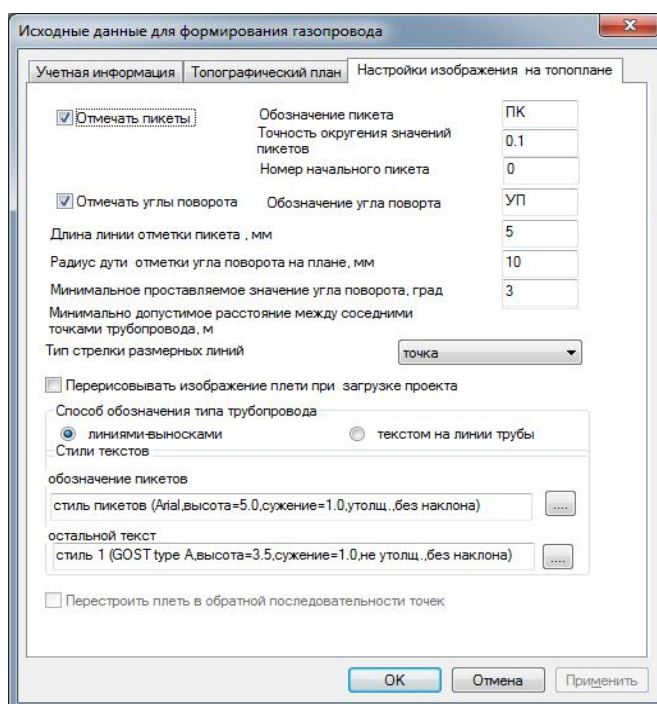 Исходные данные для формирования газопровода
Учетная информация
Топографический план
Настройки изображения на топоплане
Отмечать пикеты
Обозначение пикета
ПК
Точность округения значений
пикетов
0.1
Номер начального пикета
0
Отмечать углы поворота
Обозначение угла поворта
УП
Длина линии отметки пикета , мм
5
Радиус дути отметки угла поворота на плане, мм
10
Минимальное проставляемое значение угла поворота, град
3
Минимально допустимое расстояние между соседними
точками трубопровода, м
Тип стрелки размерных линий
точка
Перерисовывать изображение плети при загрузке проекта
Способ обозначения типа трубопровода
линиями-выносками
текстом на линии трубы
Стили текстов
обозначение пикетов
стиль пикетов (Arial,высота=5.0,сужение=1.0,утолщ.,без наклона)
....
остальной текст
стиль 1 (GOST type A,высота=3.5,сужение=1.0,не утолщ.,без наклона)
....
Перестроить плеть в обратной последовательности точек
OK
Отмена
Применить